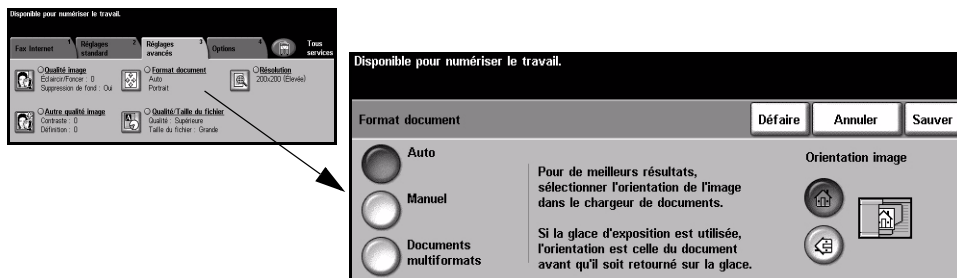 Disponible pour numériser le travail.
Fax Internet 1
Réglages standard 2
Réglages avancés 3
Options 4
Tous services
Qualité image
Éclaircir/Foncer : 0
Suppression de fond : Oui
Format document
Auto
Portrait
Résolution
200x200 (Élevée)
Autre qualité image
Contraste : 0
Définition : 0
Qualité/Taille du fichier
Qualité : Supérieure
Taille du fichier : Grande
Disponible pour numériser le travail.
Format document
Défaire
Annuler
Sauver
Auto
Manuel
Documents
multiformats
Pour de meilleurs résultats,
sélectionner l'orientation de l'image
dans le chargeur de documents.
Si la glace d'exposition est utilisée,
l'orientation est celle du document
avant qu'il soit retourné sur la glace.
Orientation image